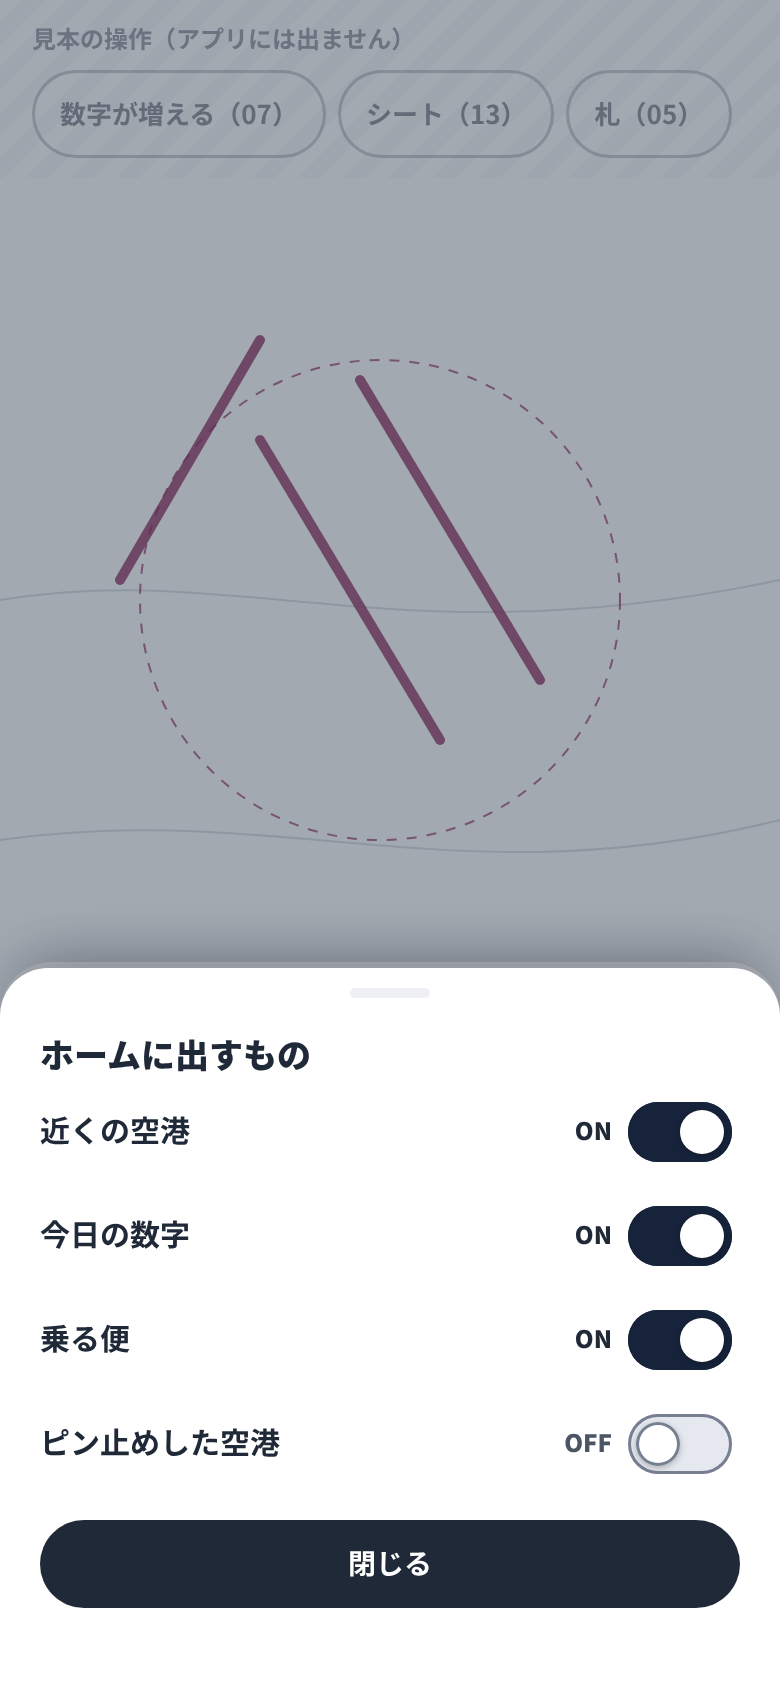 見本の操作（アプリには出ません）
数字が増える（07） シート（13） 札（05）
ホームに出すもの
近くの空港 ON
今日の数字 ON
乗る便 ON
ピン止めした空港 OFF
閉じる